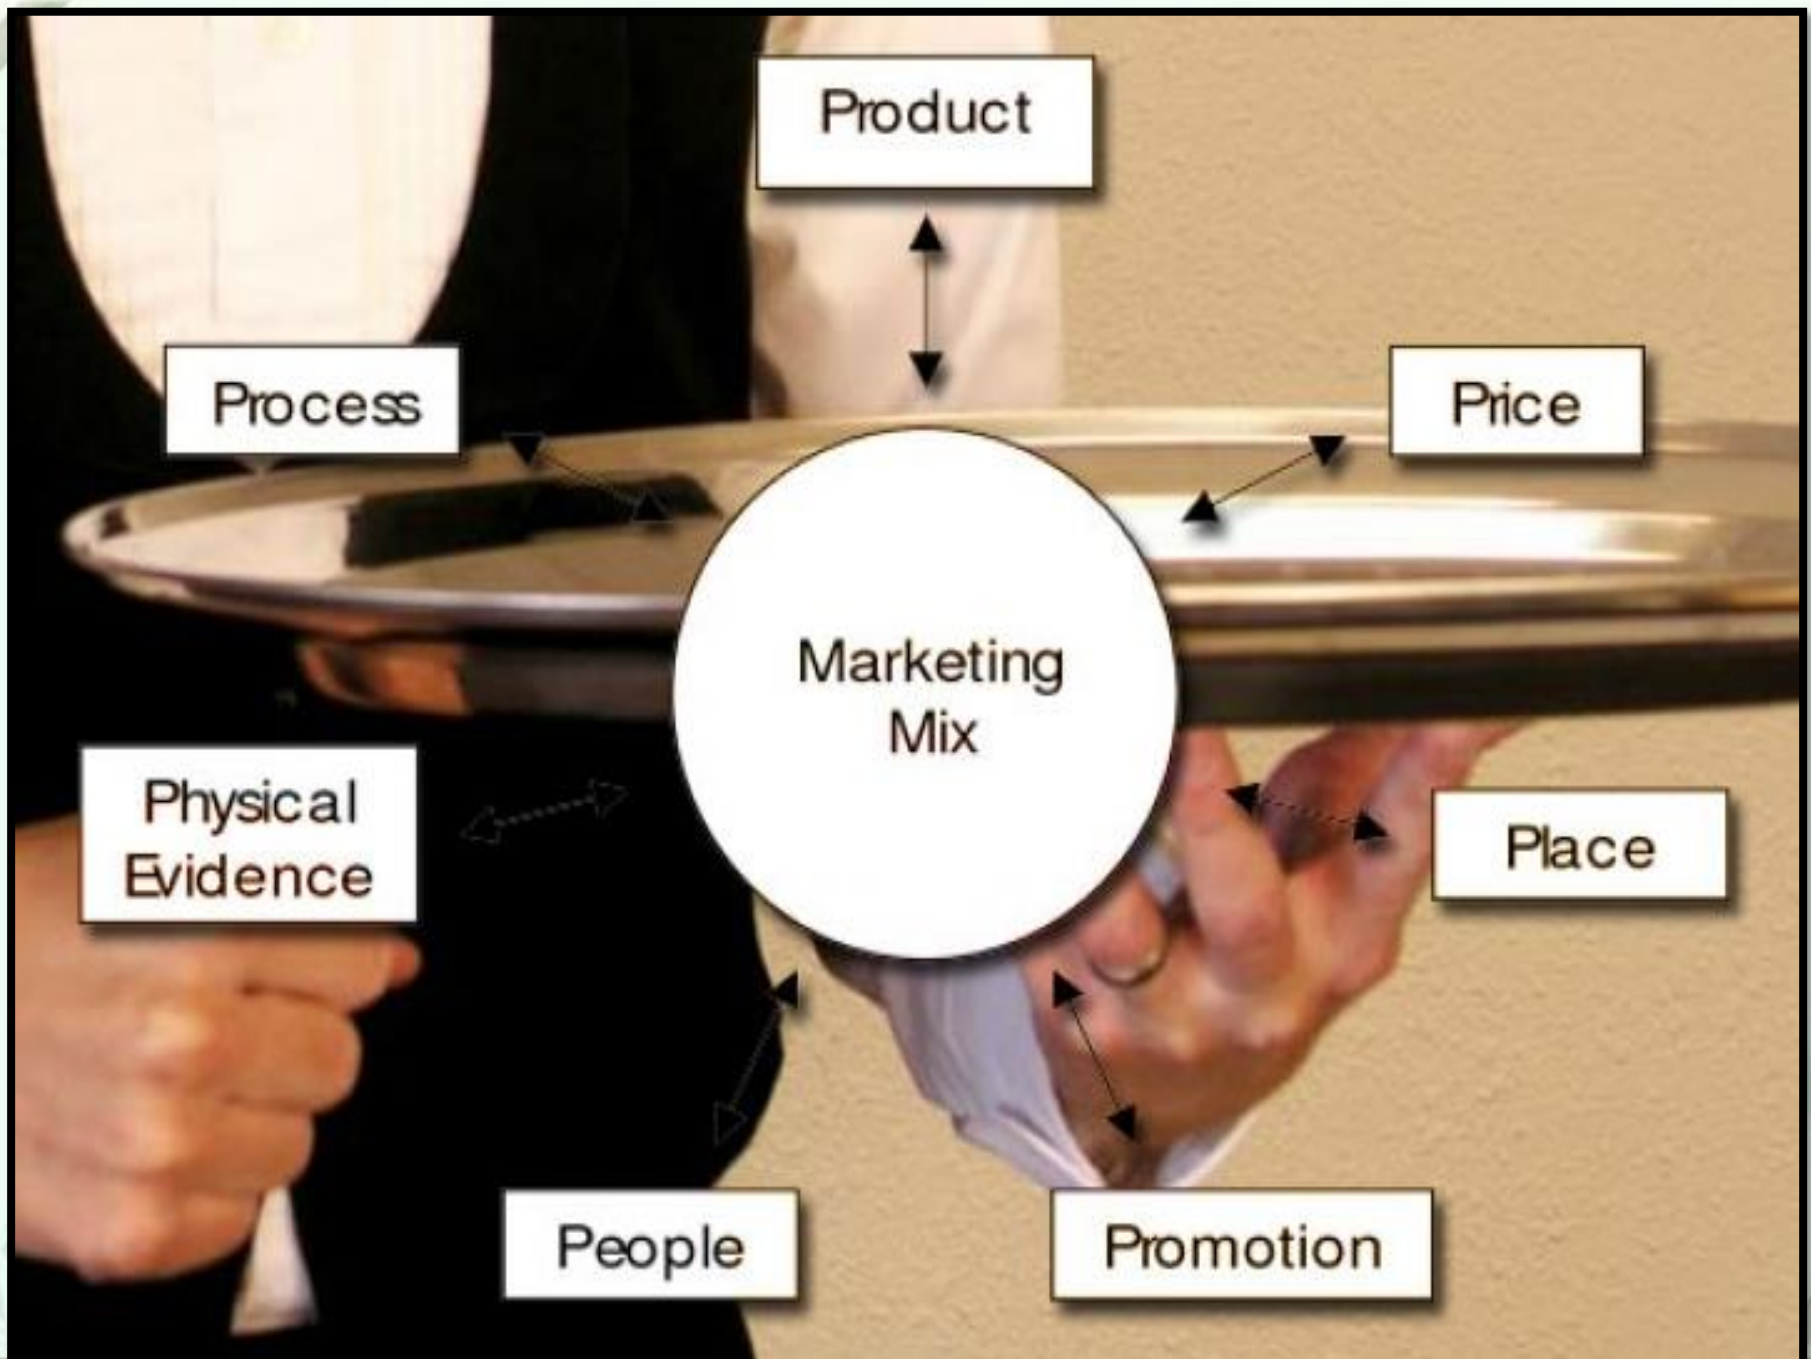 Product
Process
Price
Marketing
Mix
Physical
Evidence
Place
People
Promotion